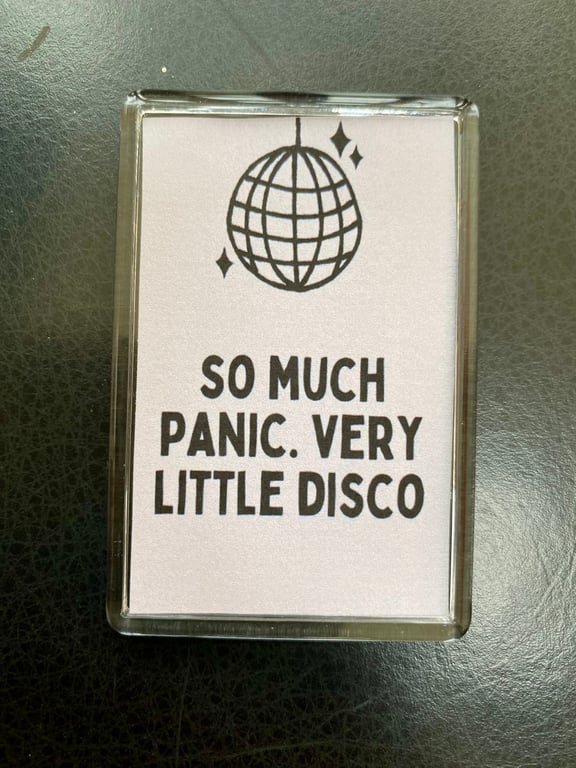 SO MUCH
PANIC. VERY
LITTLE DISCO